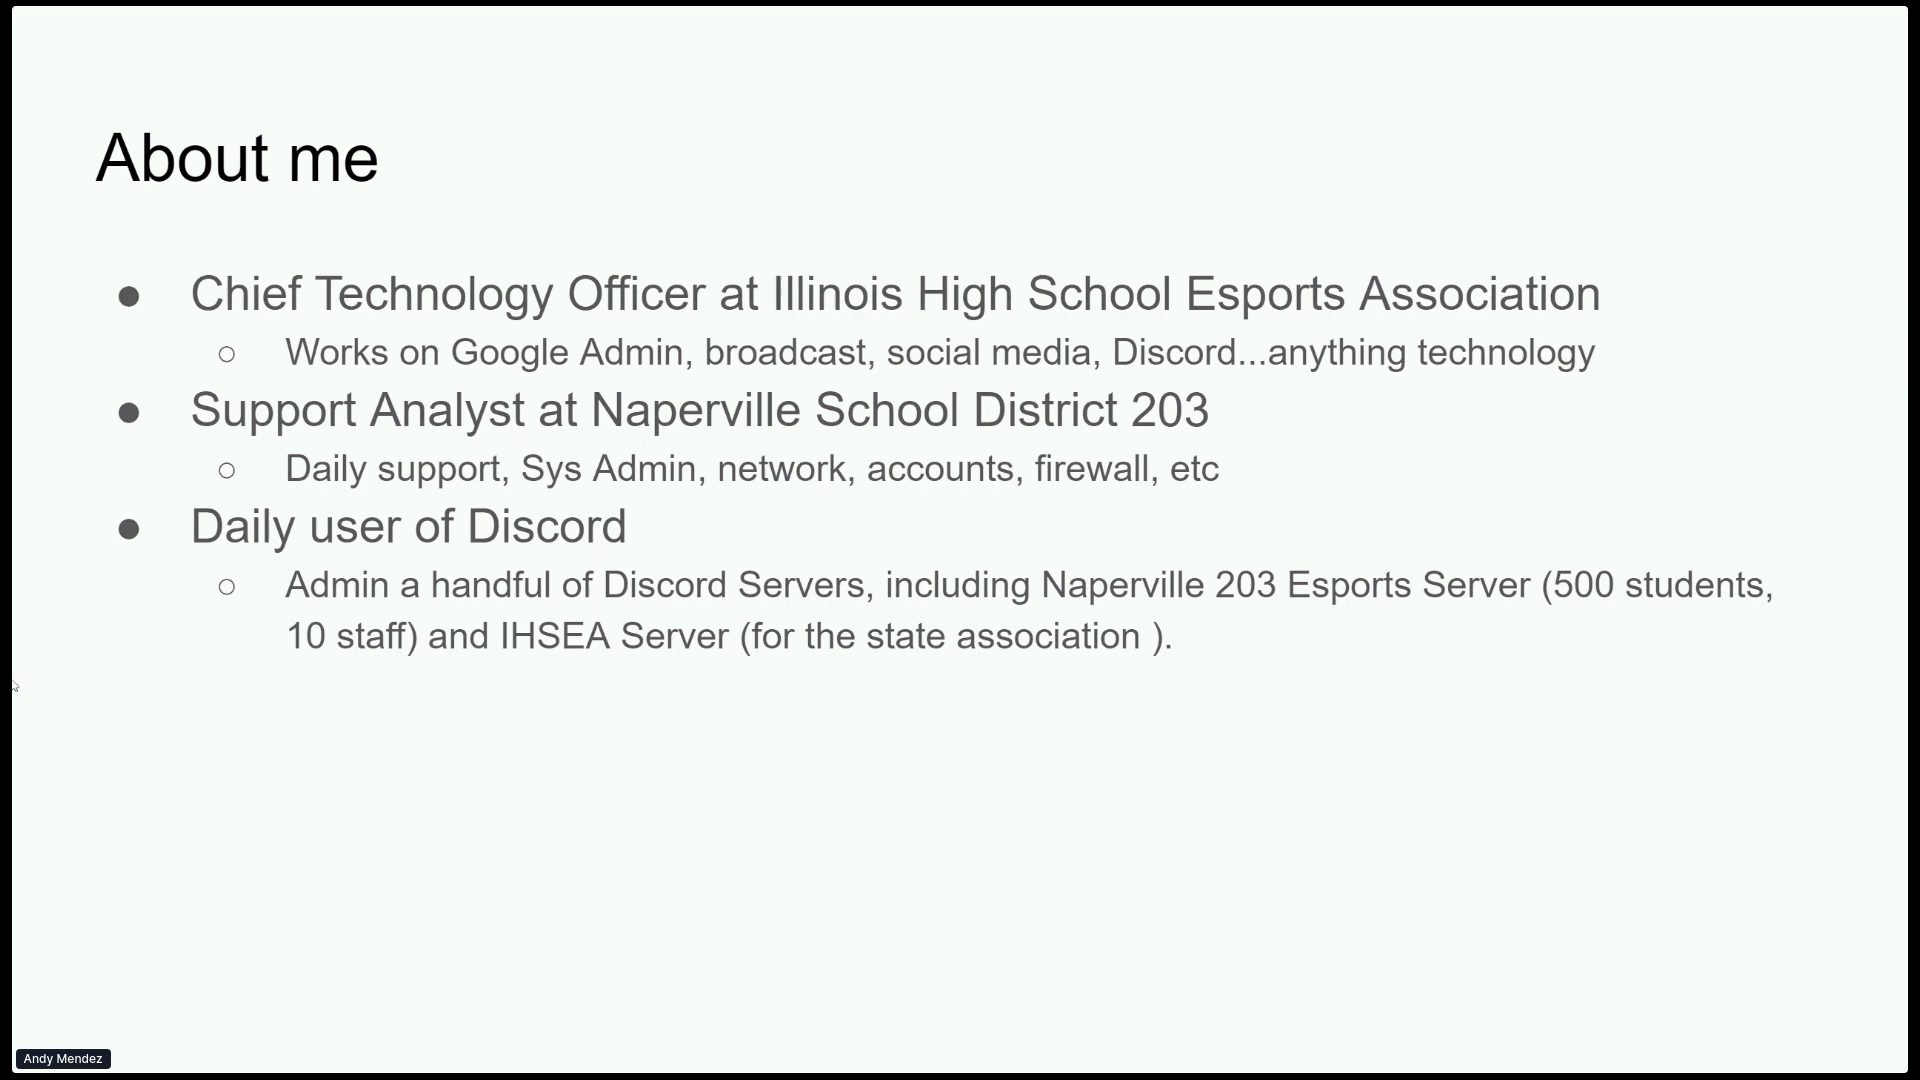 About me
● Chief Technology Officer at Illinois High School Esports Association
○ Works on Google Admin, broadcast, social media, Discord...anything technology
● Support Analyst at Naperville School District 203
○ Daily support, Sys Admin, network, accounts, firewall, etc
● Daily user of Discord
○ Admin a handful of Discord Servers, including Naperville 203 Esports Server (500 students,
10 staff) and IHSEA Server (for the state association ).
Andy Mendez